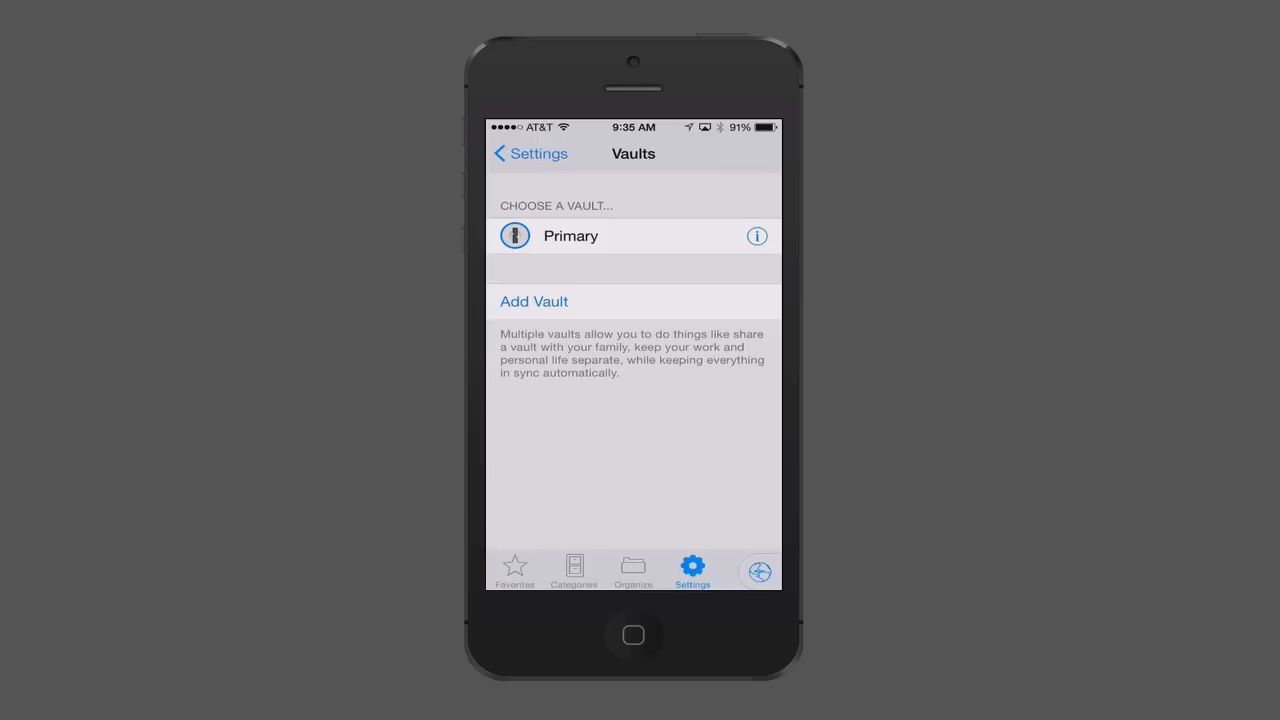 AT&T 9:35 AM 91%
Settings Vaults
CHOOSE A VAULT...
Primary
Add Vault
Multiple vaults allow you to do things like share
a vault with your family, keep your work and
personal life separate, while keeping everything
in sync automatically.
Favorites Categories Organize Settings